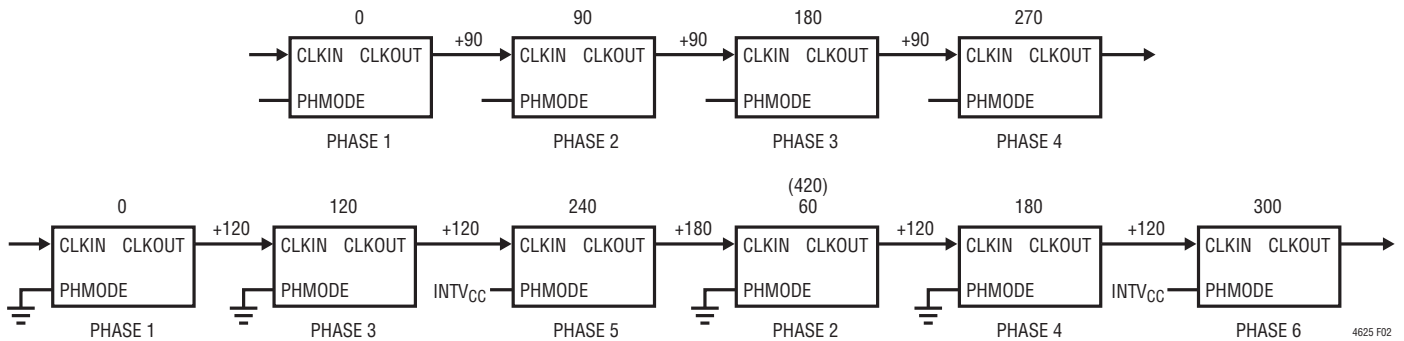 0 90 180 270
+90 +90 +90
CLKIN CLKOUT CLKIN CLKOUT CLKIN CLKOUT CLKIN CLKOUT
PHMODE PHMODE PHMODE PHMODE
PHASE 1 PHASE 2 PHASE 3 PHASE 4
(420)
0 120 240 60 180 300
+120 +120 +180 +120 +120
CLKIN CLKOUT CLKIN CLKOUT CLKIN CLKOUT CLKIN CLKOUT CLKIN CLKOUT CLKIN CLKOUT
PHMODE PHMODE INTVCC PHMODE PHMODE PHMODE INTVCC PHMODE
PHASE 1 PHASE 3 PHASE 5 PHASE 2 PHASE 4 PHASE 6
4625 F02